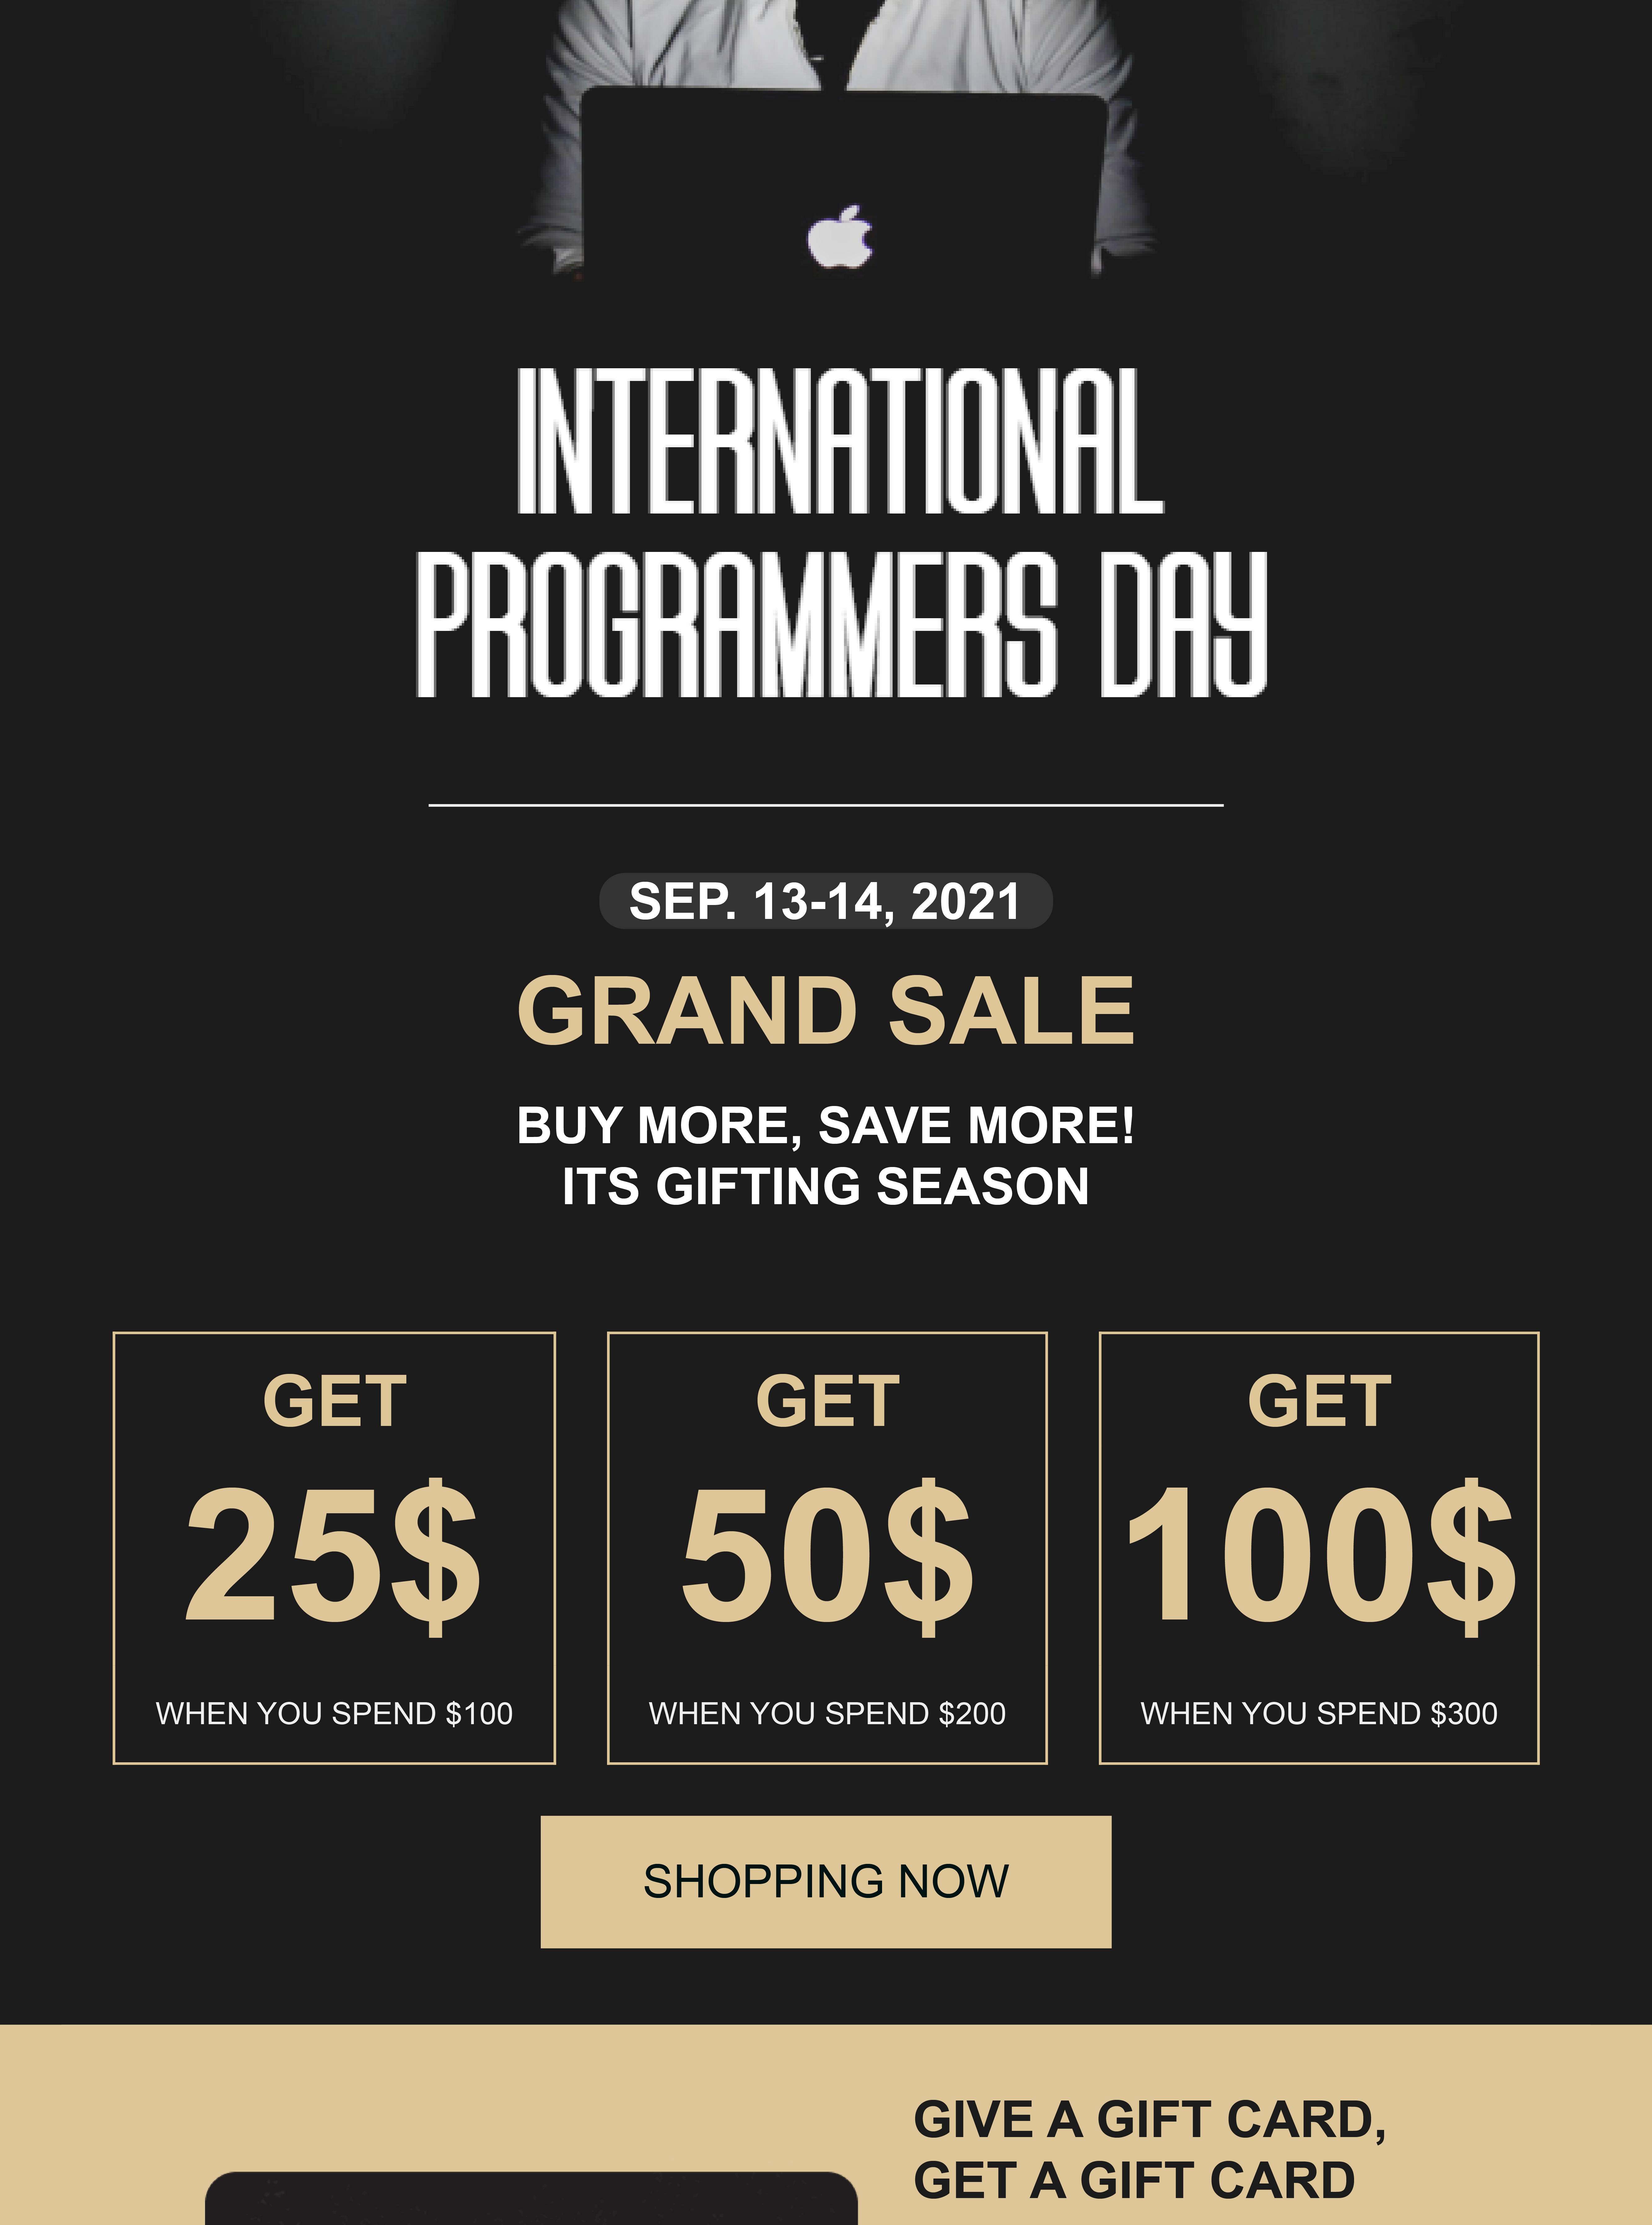 INTERNATIONAL
PROGRAMMERS DAY
SEP. 13-14, 2021
GRAND SALE
BUY MORE, SAVE MORE!
ITS GIFTING SEASON
GET
25$
WHEN YOU SPEND $100
GET
50$
WHEN YOU SPEND $200
GET
100$
WHEN YOU SPEND $300
SHOPPING NOW
GIVE A GIFT CARD,
GET A GIFT CARD